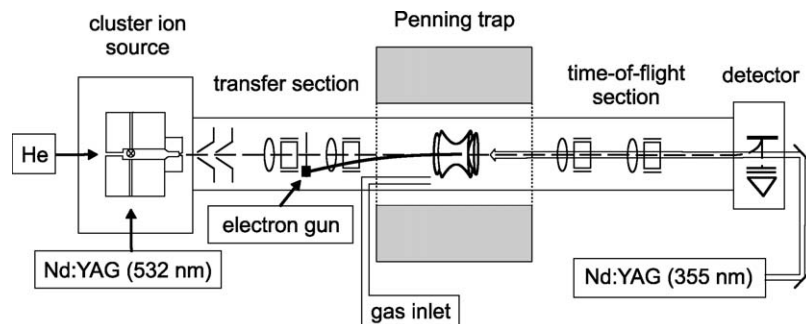 Penning trap
cluster ion
source
transfer section
time-of-flight
section
detector
He
electron gun
Nd:YAG (532 nm)
Nd:YAG (355 nm)
gas inlet